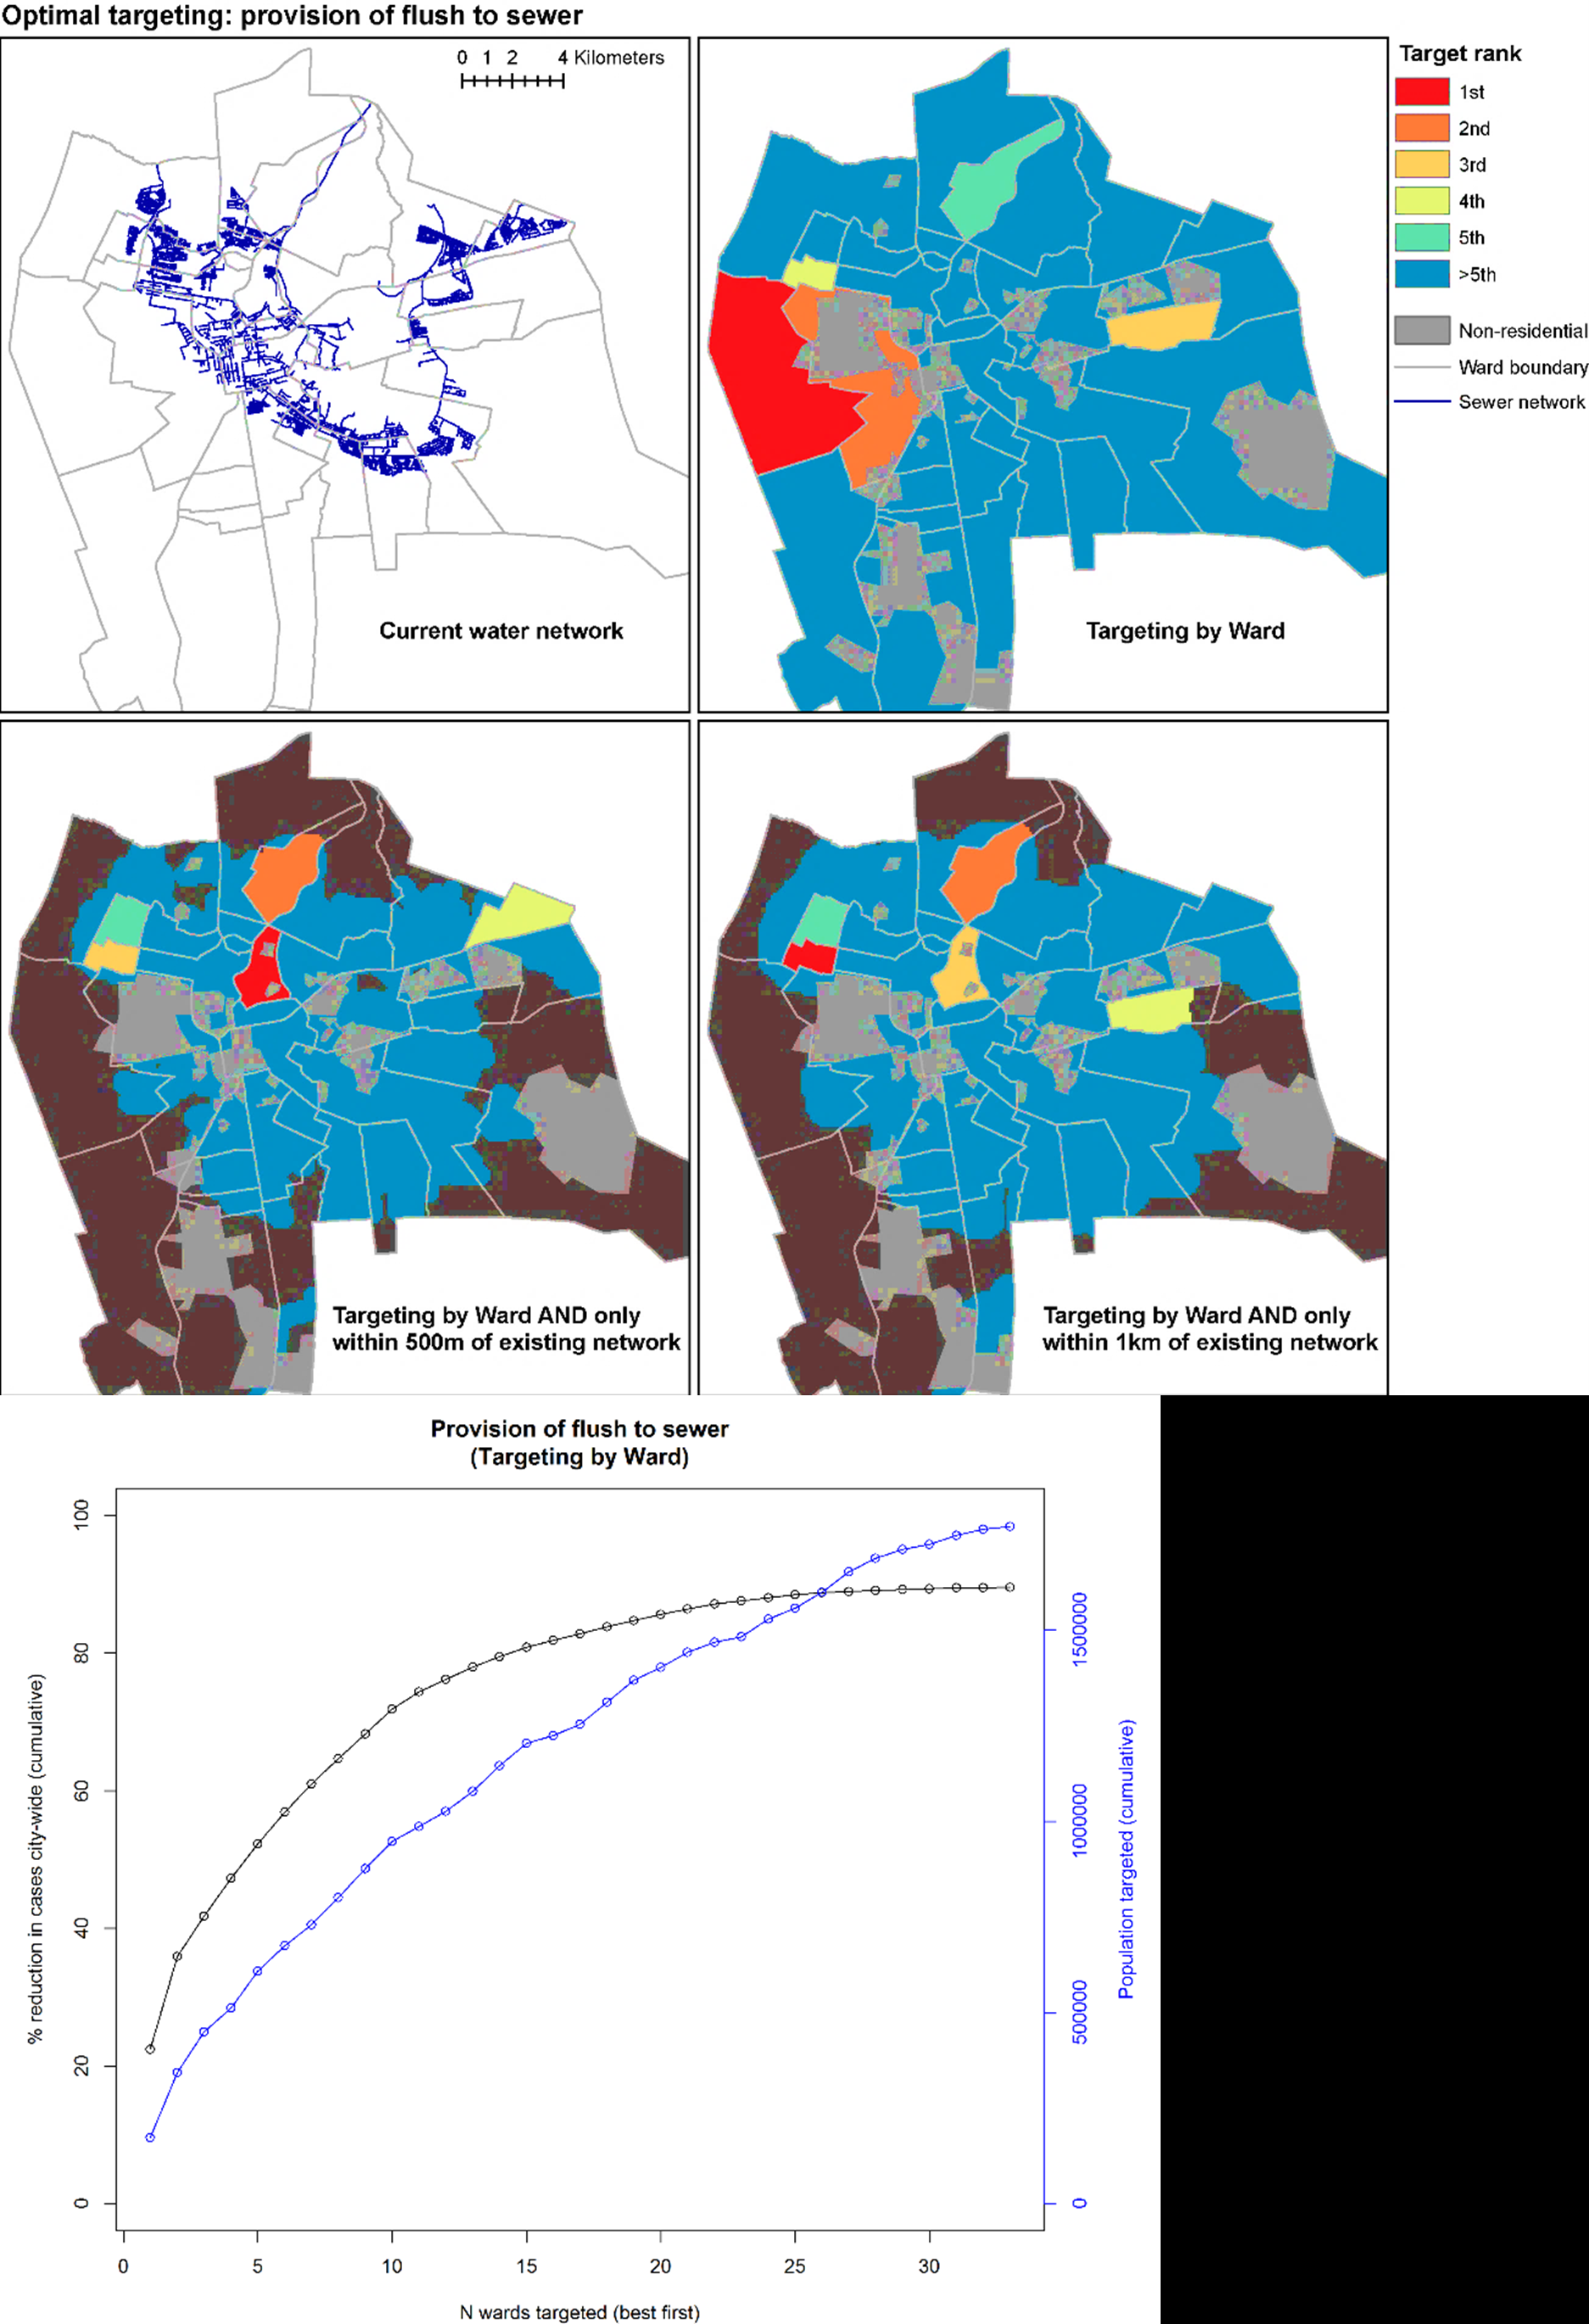 Optimal targeting: provision of flush to sewer
0 1 2 4 Kilometers
Current water network
Targeting by Ward
Target rank
1st
2nd
3rd
4th
5th
>5th
Non-residential
Ward boundary
Sewer network
Targeting by Ward AND only
within 500m of existing network
Targeting by Ward AND only
within 1km of existing network
Provision of flush to sewer
(Targeting by Ward)
% reduction in cases city-wide (cumulative)
100
80
60
40
20
0
0 5 10 15 20 25 30
N wards targeted (best first)
1500000
1000000
500000
0
Population targeted (cumulative)